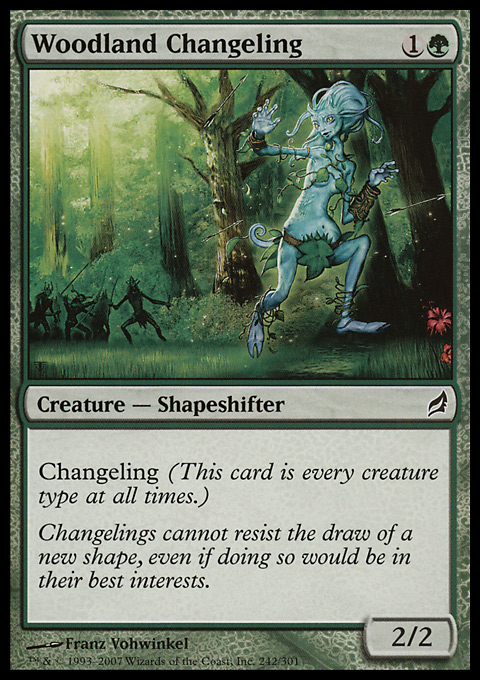 Woodland Changeling 1
Creature — Shapeshifter
Changeling (This card is every creature
type at all times.)
Changelings cannot resist the draw of a
new shape, even if doing so would be in
their best interests.
2/2
Franz Vohwinkel
™ & © 1993–2007 Wizards of the Coast, Inc. 242/301